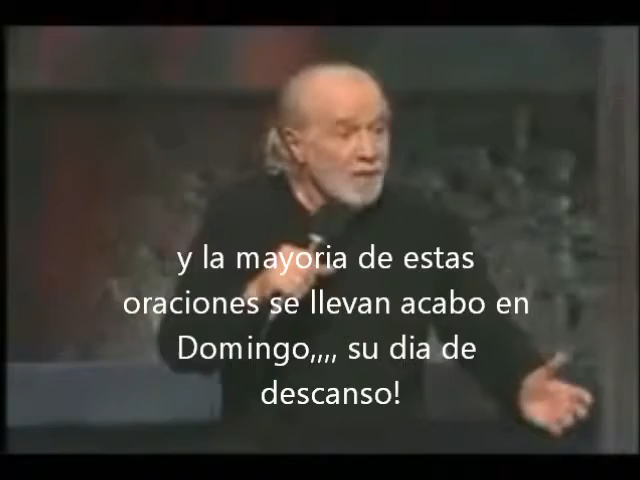 y la mayoria de estas
oraciones se llevan acabo en
Domingo,,,, su dia de
descanso!